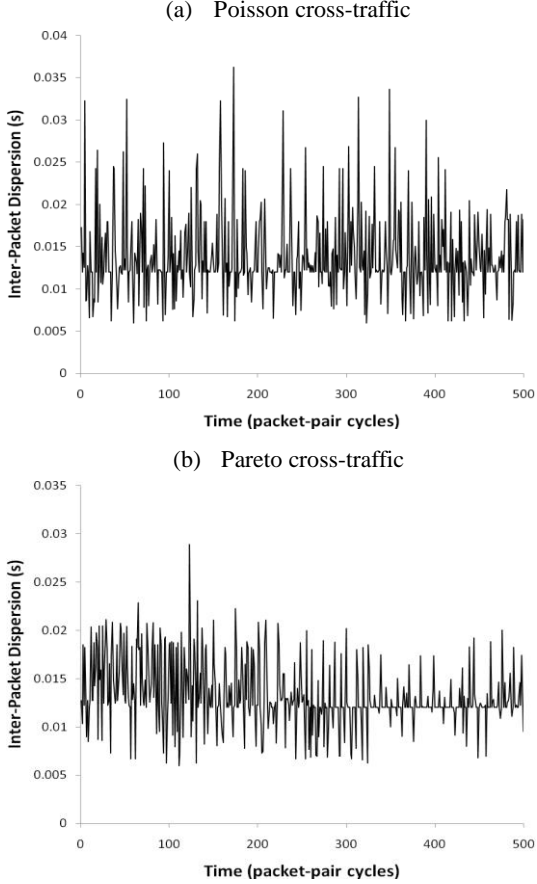 (a) Poisson cross-traffic
0.04
0.035
0.03
0.025
0.02
0.015
0.01
0.005
0
Inter-Packet Dispersion (s)
0 100 200 300 400 500
Time (packet-pair cycles)
(b) Pareto cross-traffic
0.035
0.03
0.025
0.02
0.015
0.01
0.005
0
Inter-Packet Dispersion (s)
0 100 200 300 400 500
Time (packet-pair cycles)